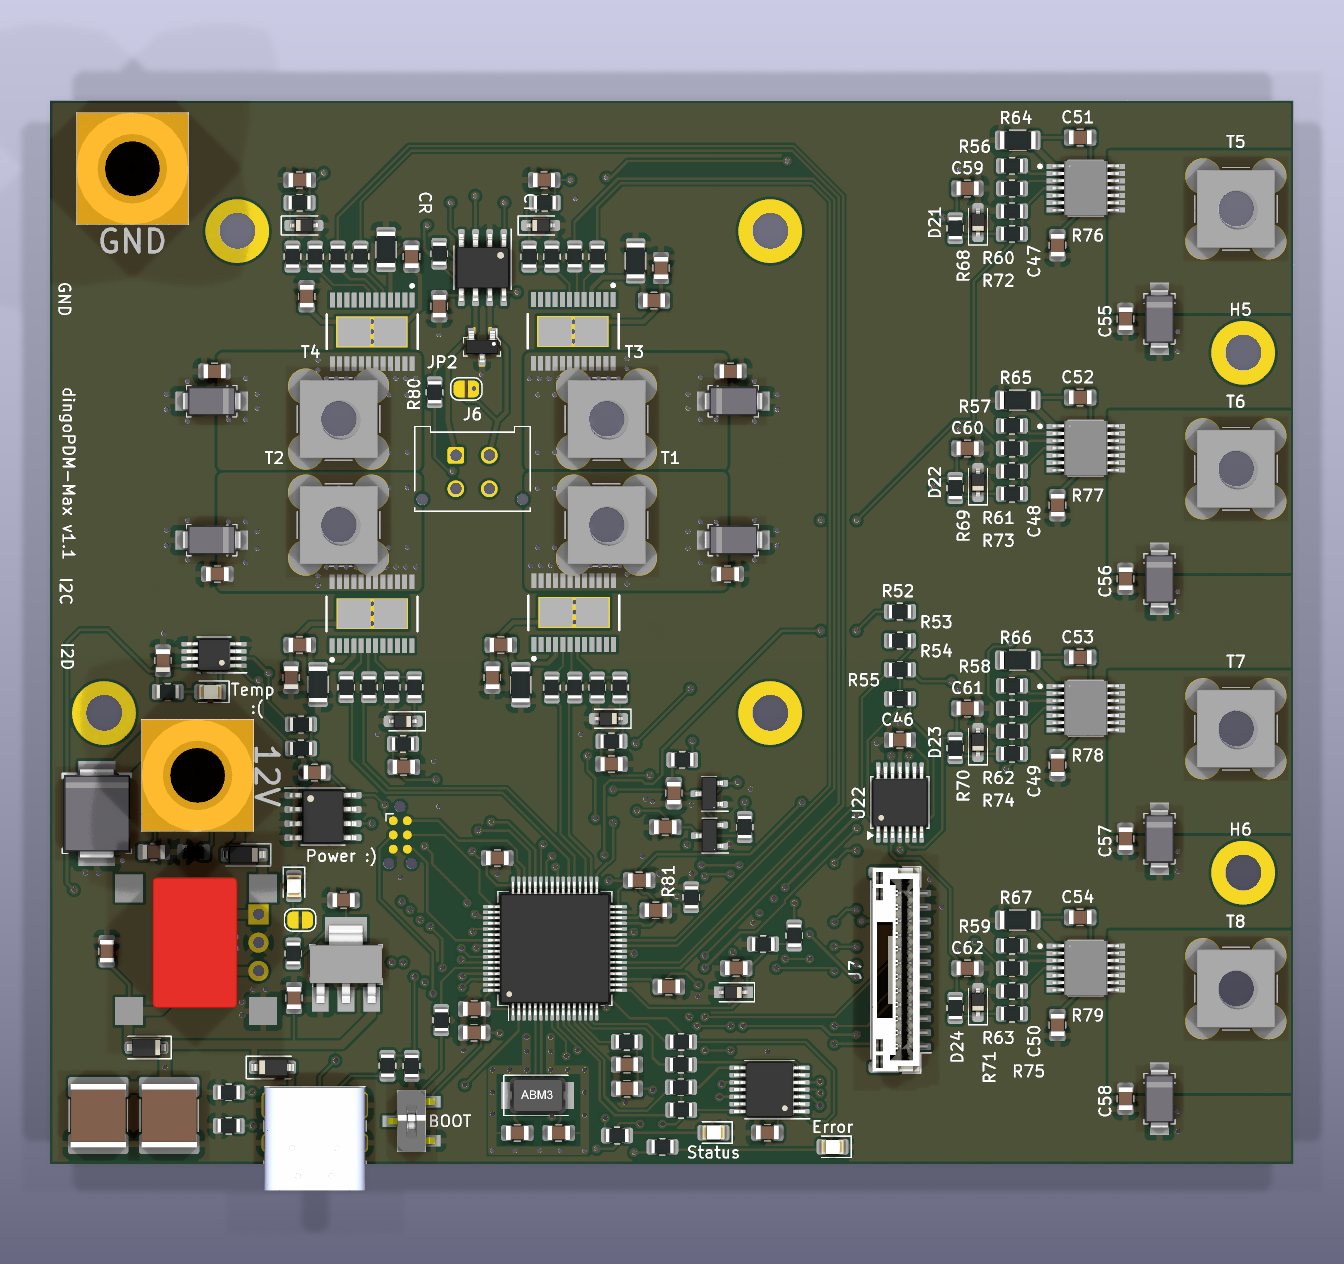 R64
C51
R56
T5
C59
CR
D21
R76
R60
R68
C47
R72
GND
GND
C55
H5
T4
T3
JP2
R65
C52
R80
T6
J6
R57
C60
T2
T1
D22
R77
R61
R69
C48
R73
dingoPDM-Max v1.1
I2C
C56
R52
R53
R54
R66
C53
I2D
R58
T7
R55
C61
Temp
:(
C46
D23
R78
12V
R62
R70
C49
R74
U22
H6
C57
Power :)
R81
R67
C54
R59
T8
C62
J7
R79
D24
R63
C50
R71
R75
ABM3
C58
BOOT
Error
Status